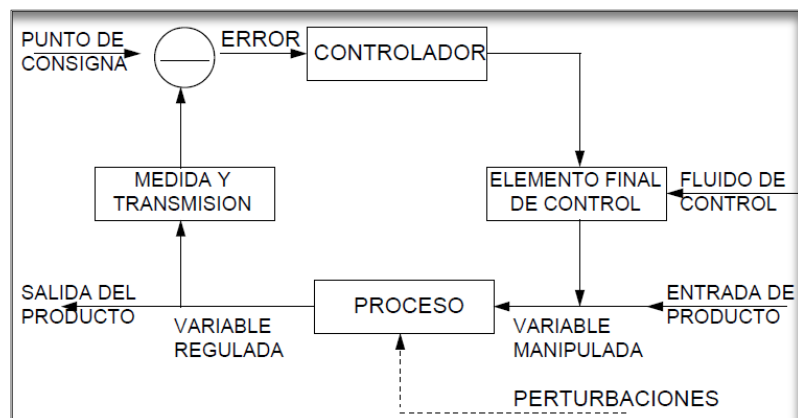 PUNTO DE
CONSIGNA
ERROR
CONTROLADOR
MEDIDA Y
TRANSMISION
ELEMENTO FINAL
DE CONTROL
FLUIDO DE
CONTROL
SALIDA DEL
PRODUCTO
VARIABLE
REGULADA
PROCESO
VARIABLE
MANIPULADA
ENTRADA DE
PRODUCTO
PERTURBACIONES